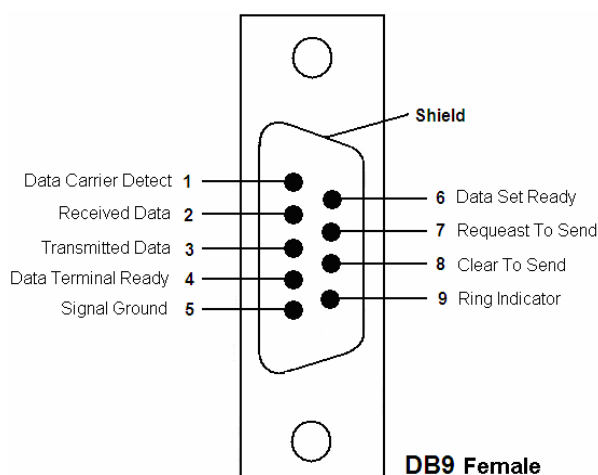 Shield
Data Carrier Detect 1
Received Data 2
Transmitted Data 3
Data Terminal Ready 4
Signal Ground 5
6 Data Set Ready
7 Requeast To Send
8 Clear To Send
9 Ring Indicator
DB9 Female